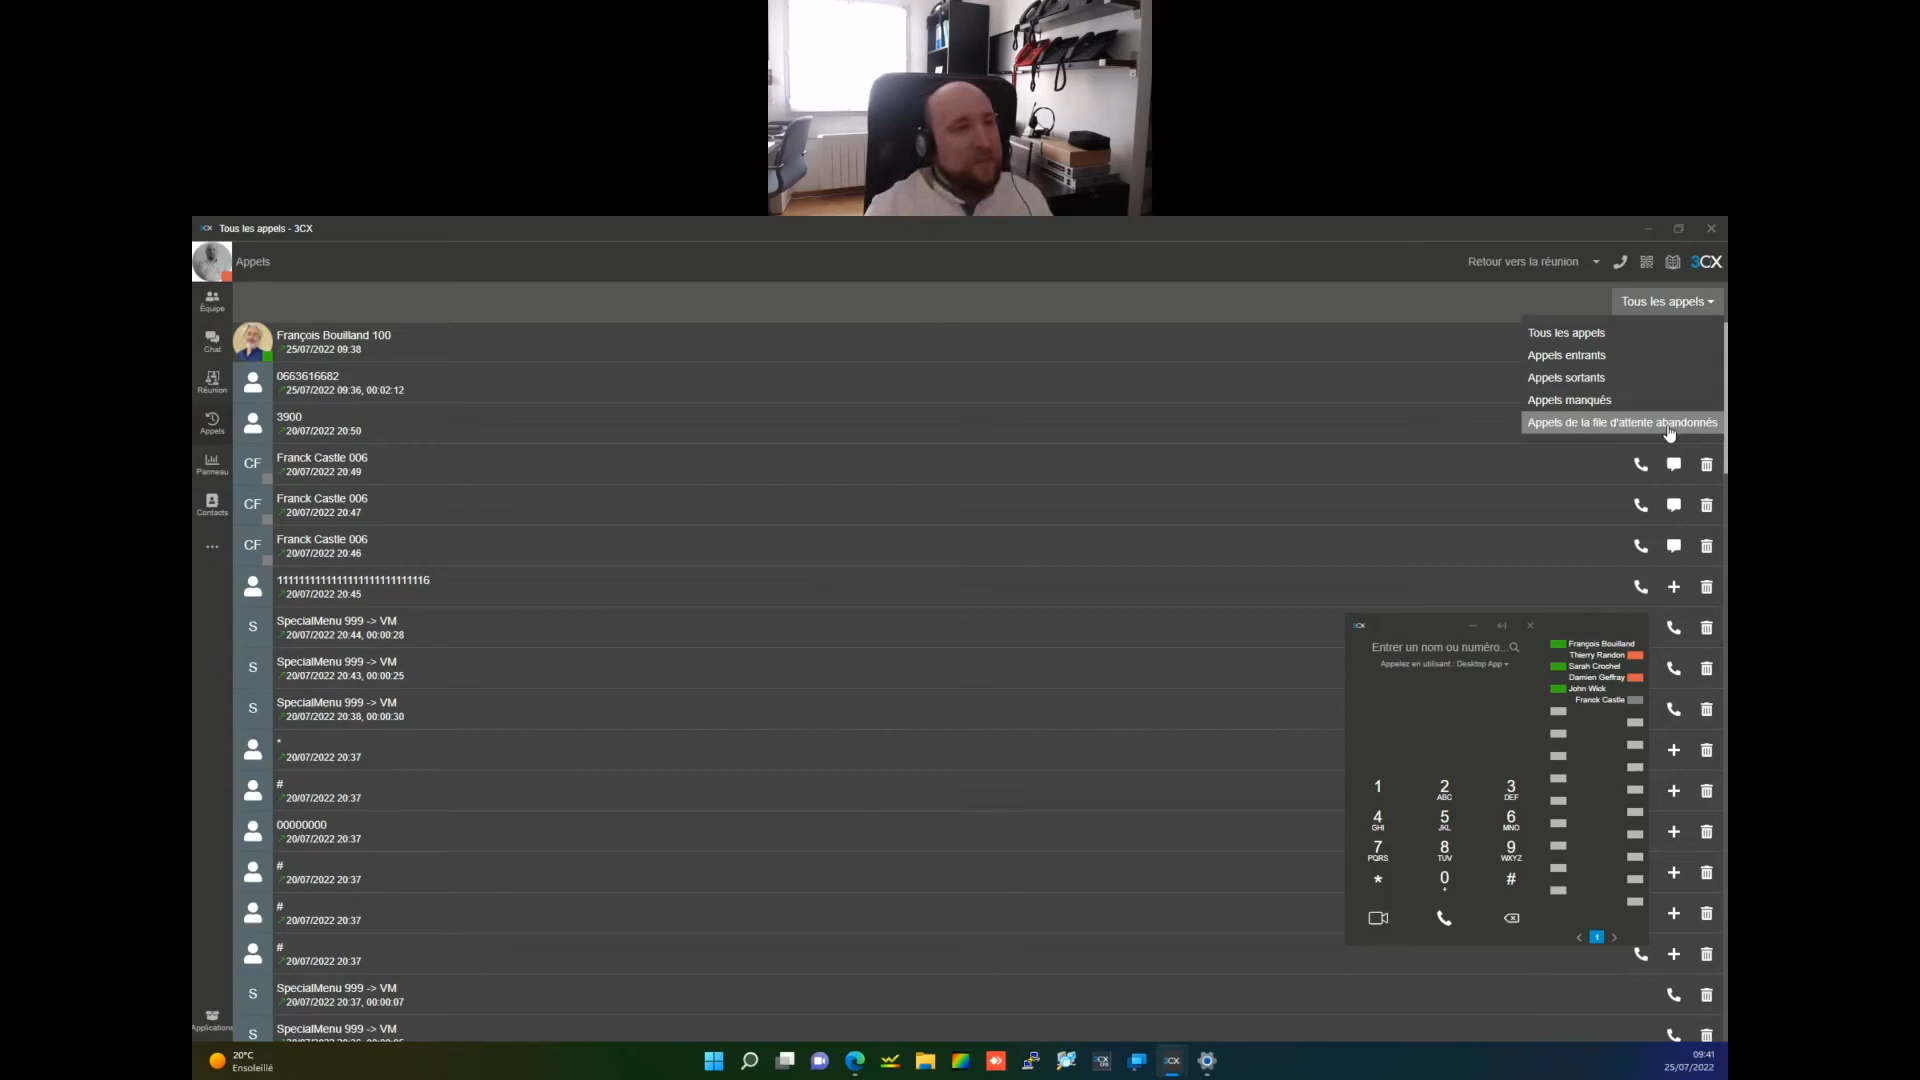 3CX Tous les appels - 3CX
Appels
Retour vers la réunion
3CX
Équipe
Chat
Réunion
Appels
Panneau
Contacts
...
Applications
Tous les appels
Tous les appels
Appels entrants
Appels sortants
Appels manqués
Appels de la file d'attente abandonnés
François Bouilland 100
25/07/2022 09:38
0663616682
25/07/2022 09:36, 00:02:12
3900
20/07/2022 20:50
CF
Franck Castle 006
20/07/2022 20:49
CF
Franck Castle 006
20/07/2022 20:47
CF
Franck Castle 006
20/07/2022 20:46
20/07/2022 20:45
S
SpecialMenu 999 -> VM
20/07/2022 20:44, 00:00:28
S
SpecialMenu 999 -> VM
20/07/2022 20:43, 00:00:25
S
SpecialMenu 999 -> VM
20/07/2022 20:38, 00:00:30
*
20/07/2022 20:37
#
20/07/2022 20:37
00000000
20/07/2022 20:37
#
20/07/2022 20:37
#
20/07/2022 20:37
#
20/07/2022 20:37
S
SpecialMenu 999 -> VM
20/07/2022 20:37, 00:00:07
S
SpecialMenu 999 -> VM
3CX
Entrer un nom ou numéro...
Appelez en utilisant : Desktop App
François Bouilland
Thierry Randon
Sarah Crochel
Damien Geffray
John Wick
Franck Castle
1
2 ABC
3 DEF
4 GHI
5 JKL
6 MNO
7 PQRS
8 TUV
9 WXYZ
*
0 +
#
1
20°C
Ensoleillé
3CX
09:41
25/07/2022